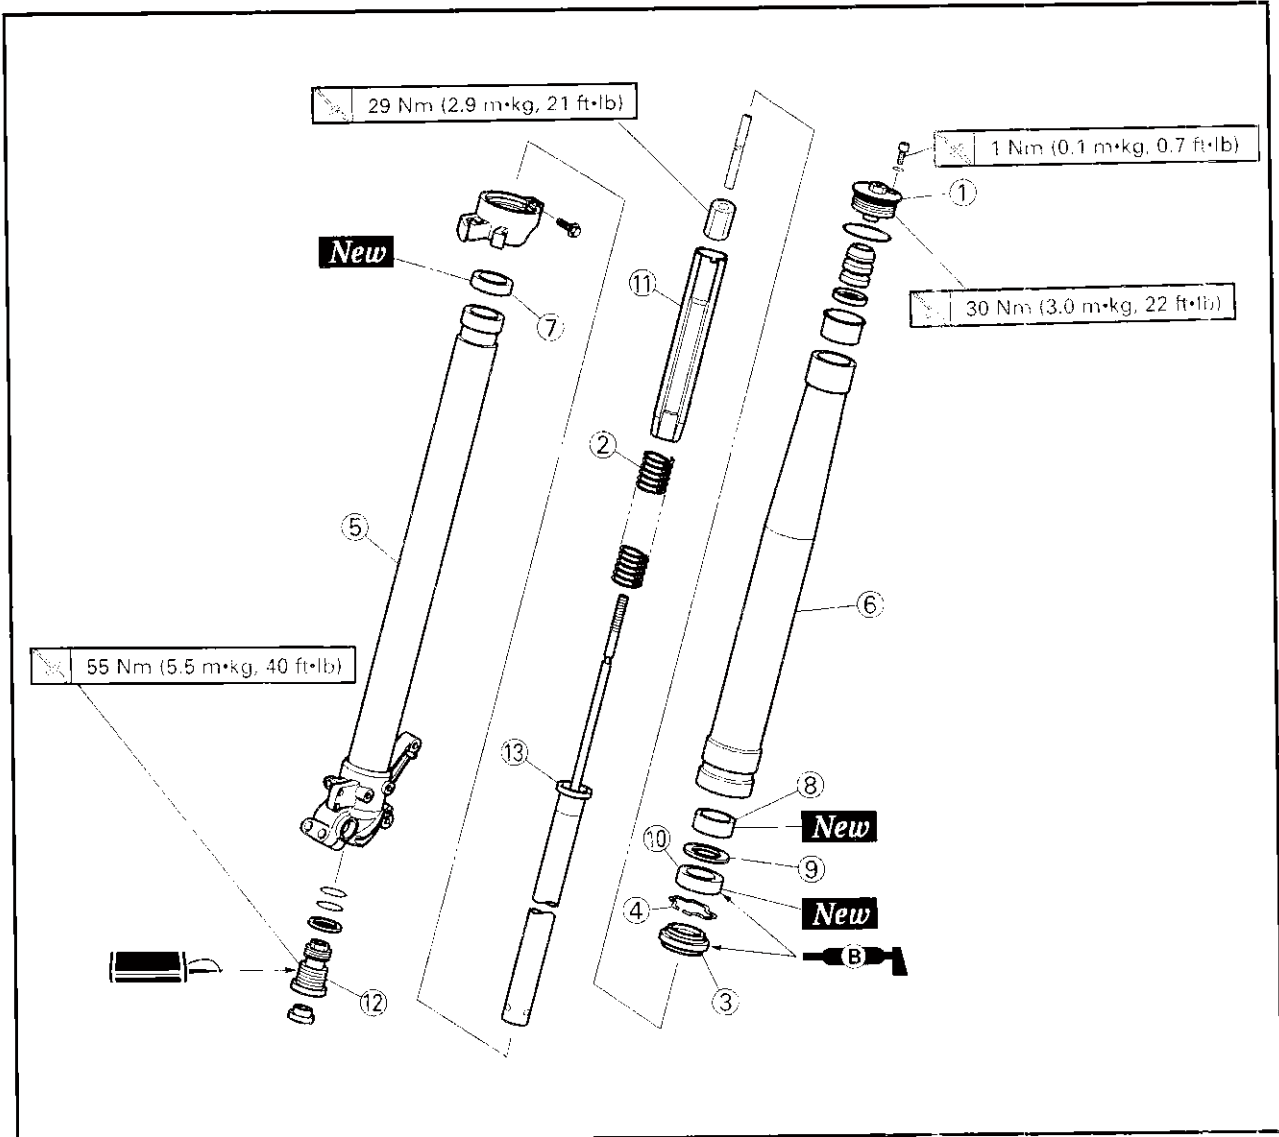 29 Nm (2.9 m•kg, 21 ft•lb)
1 Nm (0.1 m•kg, 0.7 ft•lb)
1
New
7
11
30 Nm (3.0 m•kg, 22 ft•lb)
2
5
6
55 Nm (5.5 m•kg, 40 ft•lb)
13
8
New
10
9
4
New
B
3
12